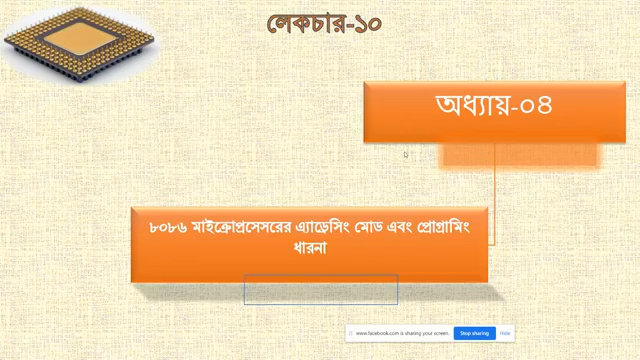 লেকচার-১০
অধ্যায়-০৪
৮০৮৬ মাইক্রোপ্রসেসরের এ্যাড্রেসিং মোড এবং প্রোগ্রামিং
ধারনা
www.facebook.com is sharing your screen. Stop sharing Hide